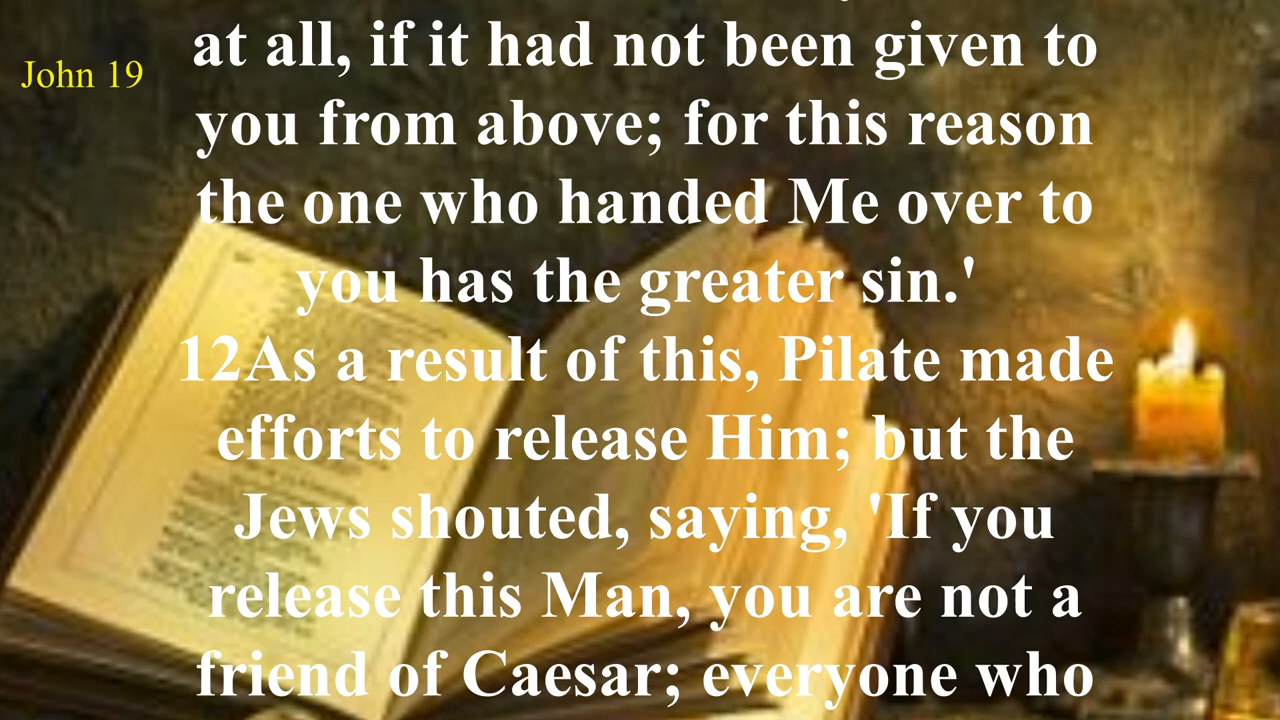 John 19
at all, if it had not been given to
you from above; for this reason
the one who handed Me over to
you has the greater sin.'
12As a result of this, Pilate made
efforts to release Him; but the
Jews shouted, saying, 'If you
release this Man, you are not a
friend of Caesar; everyone who